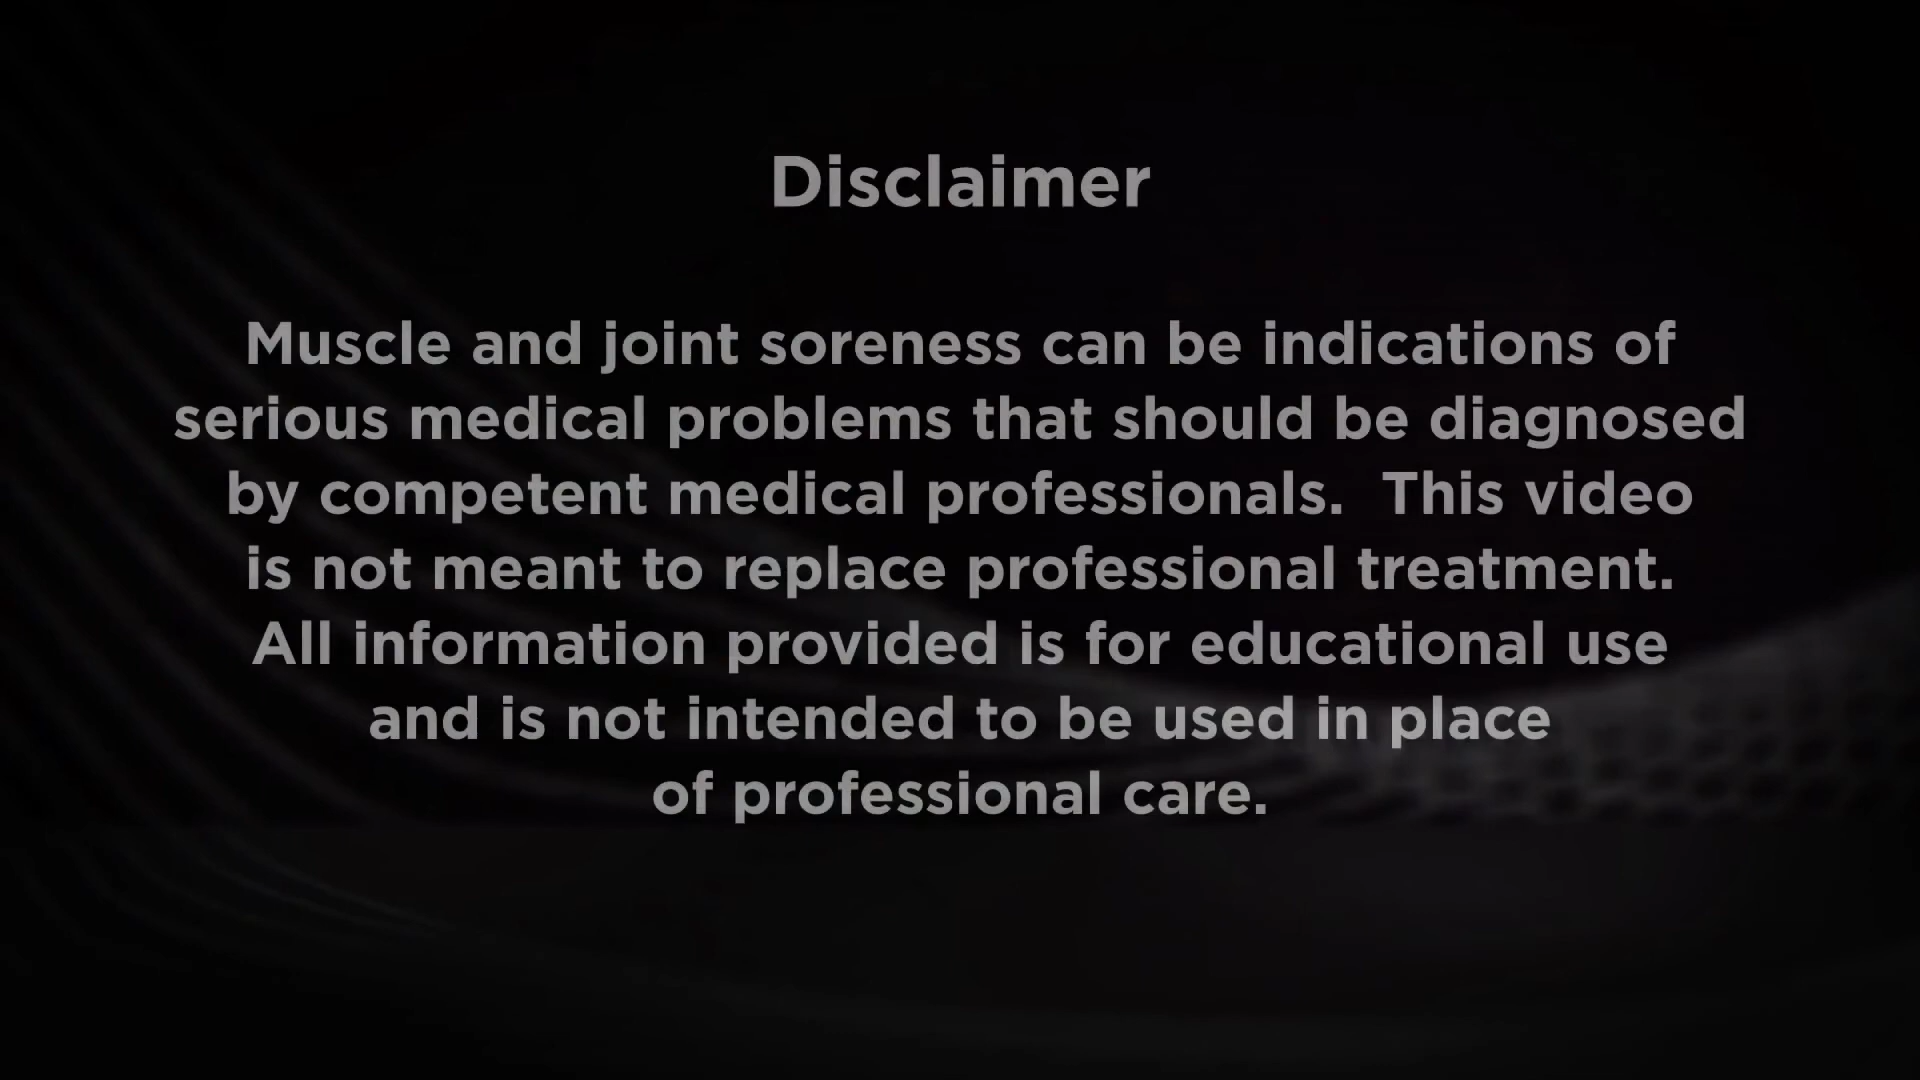 Disclaimer
Muscle and joint soreness can be indications of
serious medical problems that should be diagnosed
by competent medical professionals.  This video
is not meant to replace professional treatment.
All information provided is for educational use
and is not intended to be used in place
of professional care.